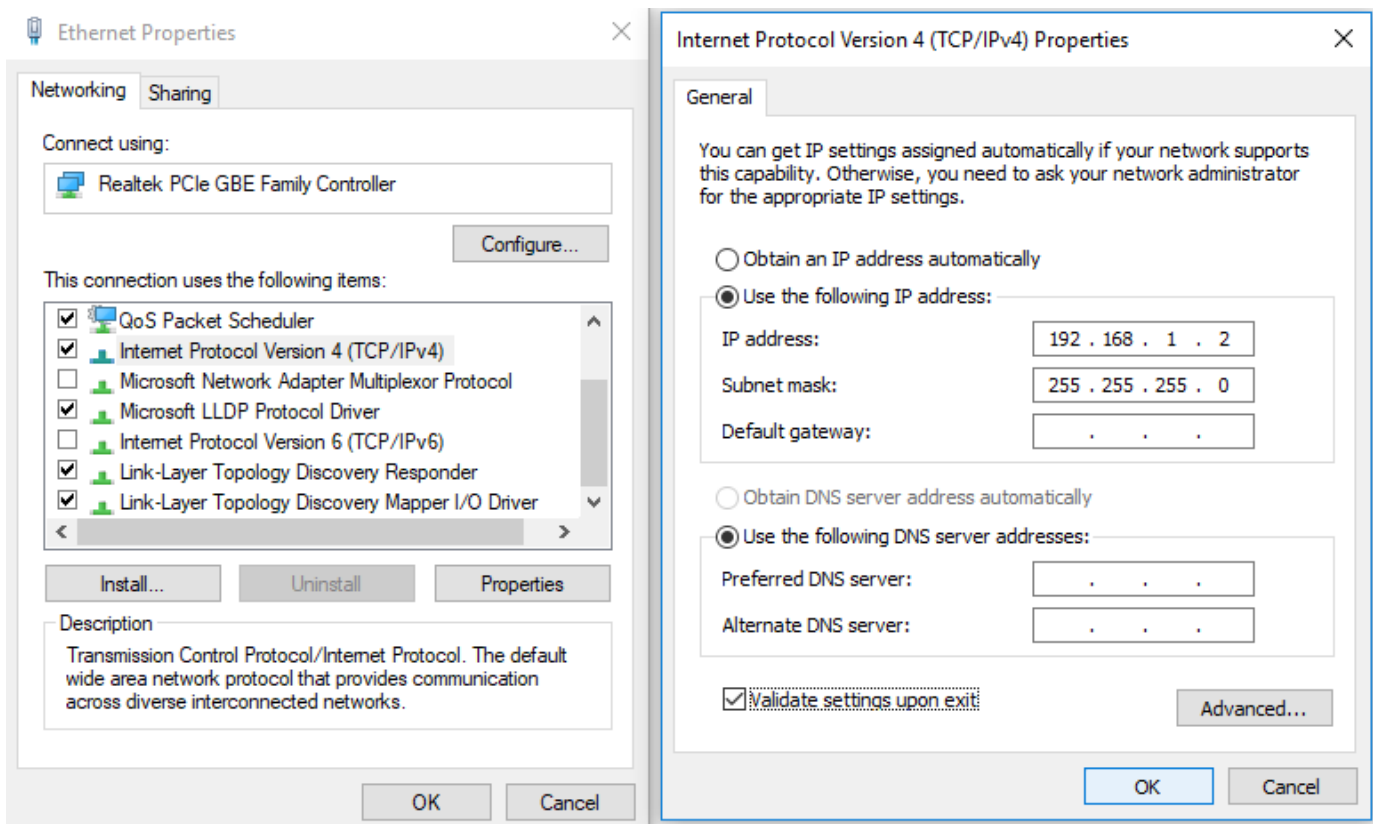 Ethernet Properties
Networking
Sharing
Connect using:
Realtek PCIe GBE Family Controller
Configure...
This connection uses the following items:
QoS Packet Scheduler
Internet Protocol Version 4 (TCP/IPv4)
Microsoft Network Adapter Multiplexor Protocol
Microsoft LLDP Protocol Driver
Internet Protocol Version 6 (TCP/IPv6)
Link-Layer Topology Discovery Responder
Link-Layer Topology Discovery Mapper I/O Driver
Install...
Uninstall
Properties
Description
Transmission Control Protocol/Internet Protocol. The default
wide area network protocol that provides communication
across diverse interconnected networks.
OK
Cancel
Internet Protocol Version 4 (TCP/IPv4) Properties
General
You can get IP settings assigned automatically if your network supports
this capability. Otherwise, you need to ask your network administrator
for the appropriate IP settings.
Obtain an IP address automatically
Use the following IP address:
IP address: 192 . 168 . 1 . 2
Subnet mask: 255 . 255 . 255 . 0
Default gateway: . . .
Obtain DNS server address automatically
Use the following DNS server addresses:
Preferred DNS server: . . .
Alternate DNS server: . . .
Validate settings upon exit
Advanced...
OK
Cancel